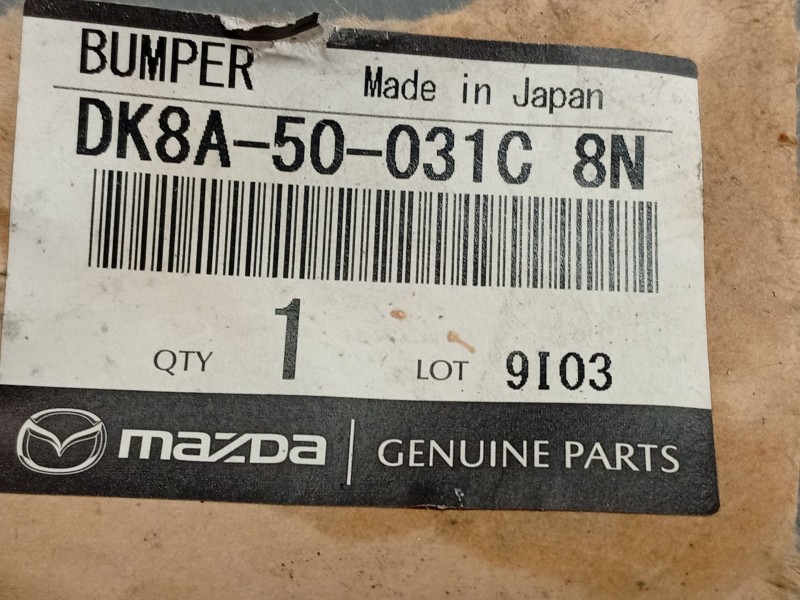 BUMPER Made in Japan
DK8A-50-031C 8N
QTY 1 LOT 9I03
mazda GENUINE PARTS